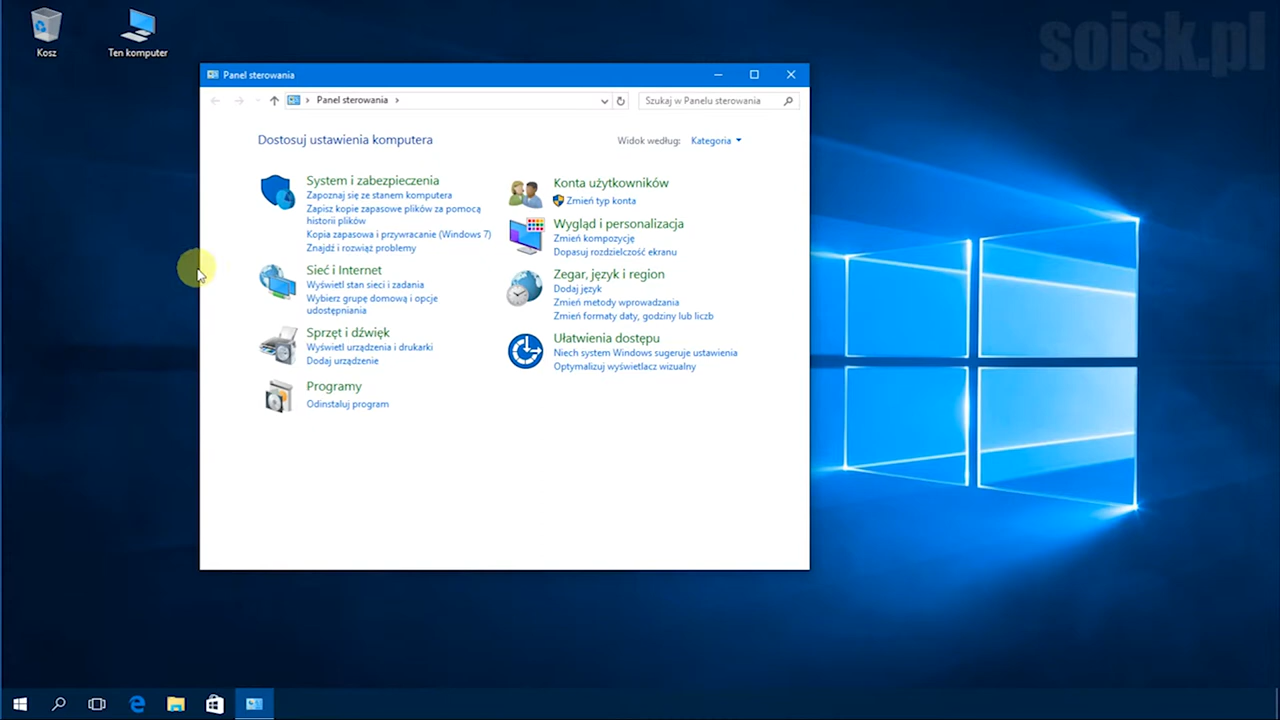 soisk.pl
Kosz
Ten komputer
Panel sterowania
Panel sterowania
Szukaj w Panelu sterowania
Dostosuj ustawienia komputera
Widok według:
Kategoria
System i zabezpieczenia
Zapoznaj się ze stanem komputera
Zapisz kopie zapasowe plików za pomocą
historii plików
Kopia zapasowa i przywracanie (Windows 7)
Znajdź i rozwiąż problemy
Sieć i Internet
Wyświetl stan sieci i zadania
Wybierz grupę domową i opcje
udostępniania
Sprzęt i dźwięk
Wyświetl urządzenia i drukarki
Dodaj urządzenie
Programy
Odinstaluj program
Konta użytkowników
Zmień typ konta
Wygląd i personalizacja
Zmień kompozycję
Dopasuj rozdzielczość ekranu
Zegar, język i region
Dodaj język
Zmień metody wprowadzania
Zmień formaty daty, godziny lub liczb
Ułatwienia dostępu
Niech system Windows sugeruje ustawienia
Optymalizuj wyświetlacz wizualny